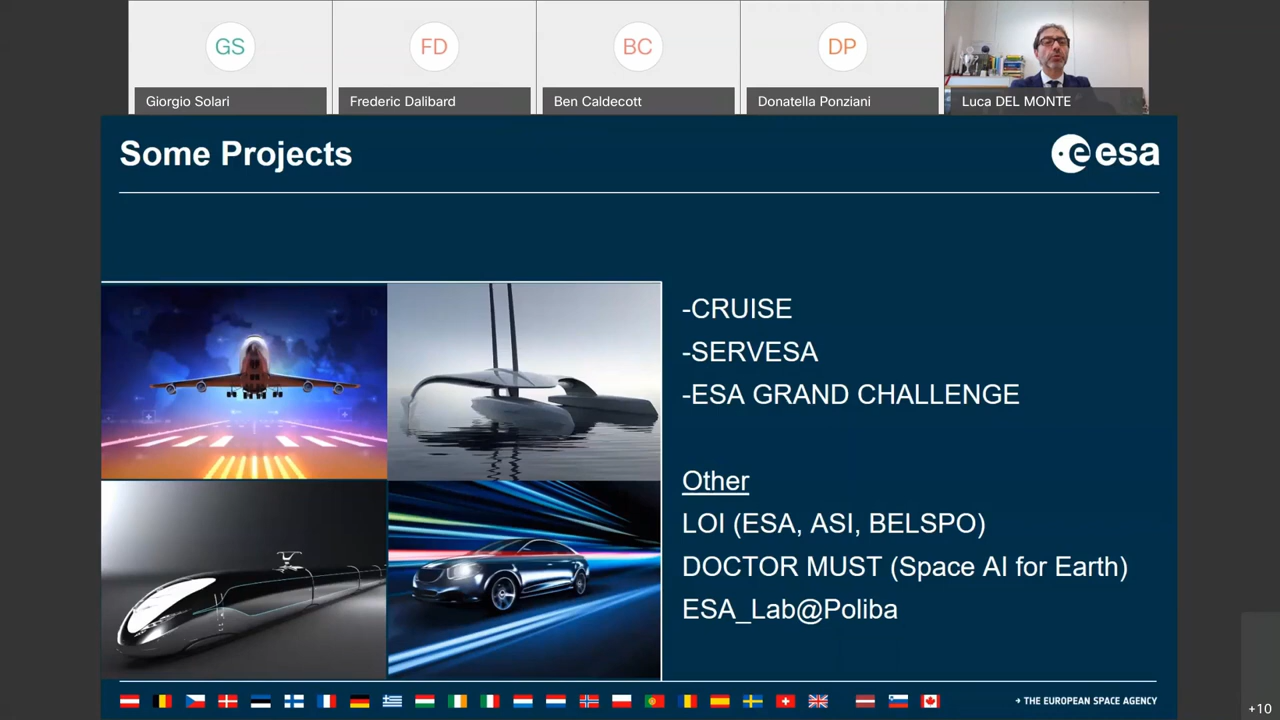 GS
FD
BC
DP
Giorgio Solari
Frederic Dalibard
Ben Caldecott
Donatella Ponziani
Luca DEL MONTE
Some Projects
esa
-CRUISE
-SERVESA
-ESA GRAND CHALLENGE
Other
LOI (ESA, ASI, BELSPO)
DOCTOR MUST (Space AI for Earth)
ESA_Lab@Poliba
→ THE EUROPEAN SPACE AGENCY
+10